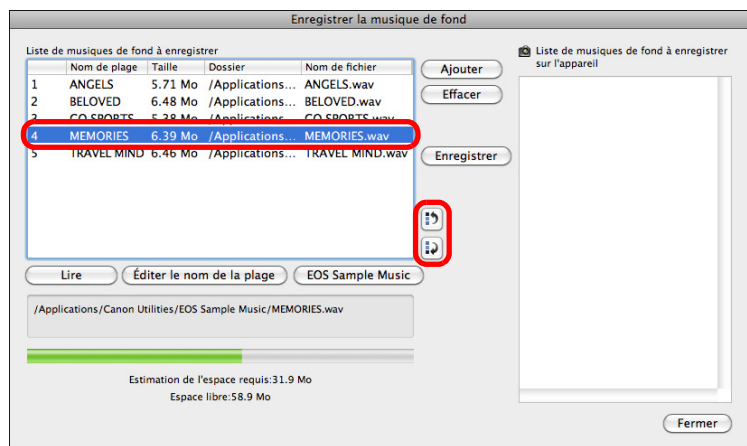 Enregistrer la musique de fond
Liste de musiques de fond à enregistrer
Nom de plage Taille Dossier Nom de fichier
1 ANGELS 5.71 Mo /Applications... ANGELS.wav
2 BELOVED 6.48 Mo /Applications... BELOVED.wav
3 GO SPORTS 5.38 Mo /Applications... GO SPORTS.wav
4 MEMORIES 6.39 Mo /Applications... MEMORIES.wav
5 TRAVEL MIND 6.46 Mo /Applications... TRAVEL MIND.wav
Ajouter
Effacer
Enregistrer
Lire Éditer le nom de la plage EOS Sample Music
/Applications/Canon Utilities/EOS Sample Music/MEMORIES.wav
Estimation de l'espace requis:31.9 Mo
Espace libre:58.9 Mo
Liste de musiques de fond à enregistrer
sur l'appareil
Fermer